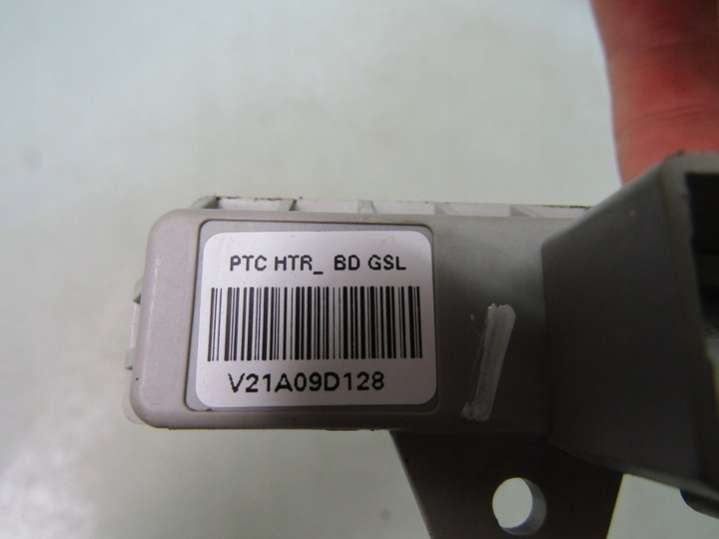 PTC HTR_ BD GSL
V21A09D128